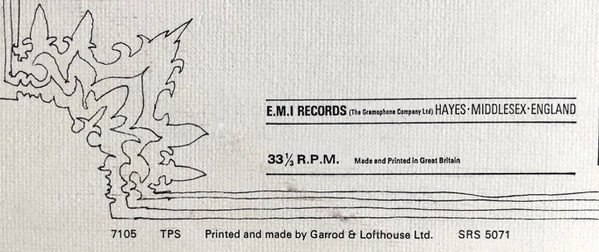 E.M.I RECORDS (The Gramophone Company Ltd) HAYES·MIDDLESEX·ENGLAND
33⅓ R.P.M. Made and Printed in Great Britain
7105 TPS Printed and made by Garrod & Lofthouse Ltd. SRS 5071